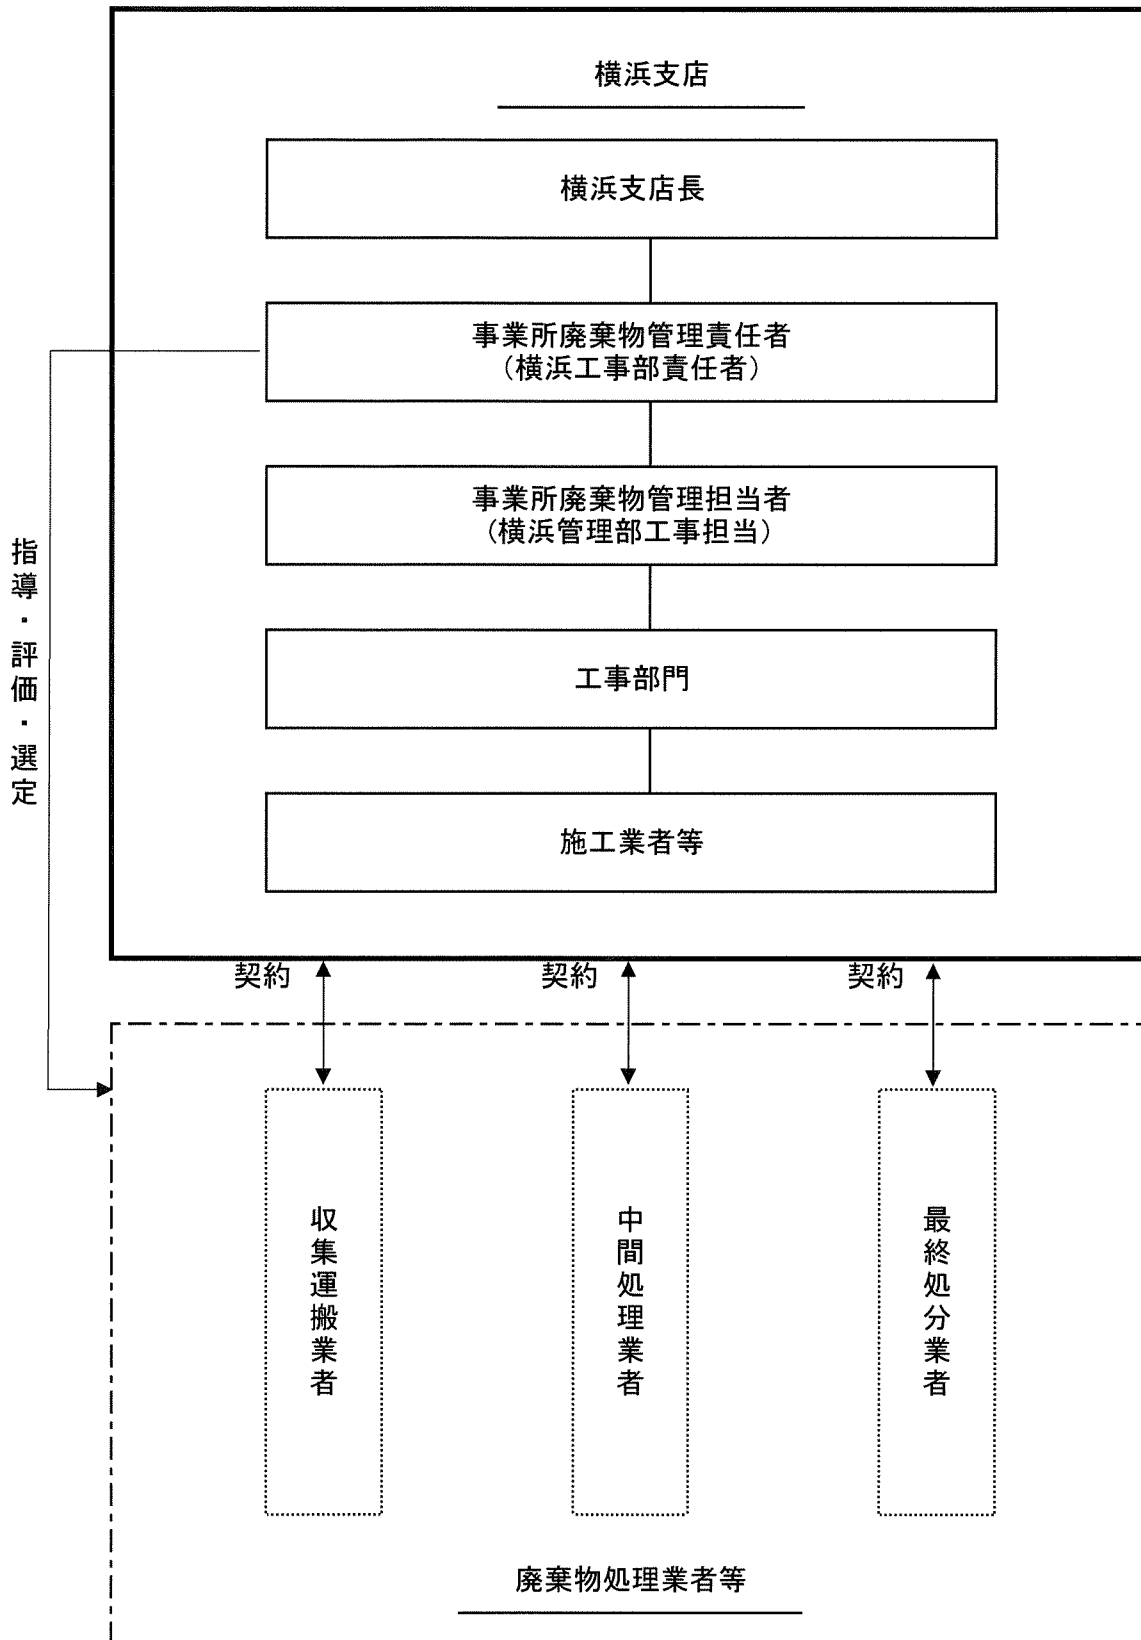 横浜支店
横浜支店長
事業所廃棄物管理責任者
（横浜工事部責任者）
事業所廃棄物管理担当者
（横浜管理部工事担当）
工事部門
施工業者等
指導・評価・選定
契約
契約
契約
収集運搬業者
中間処理業者
最終処分業者
廃棄物処理業者等